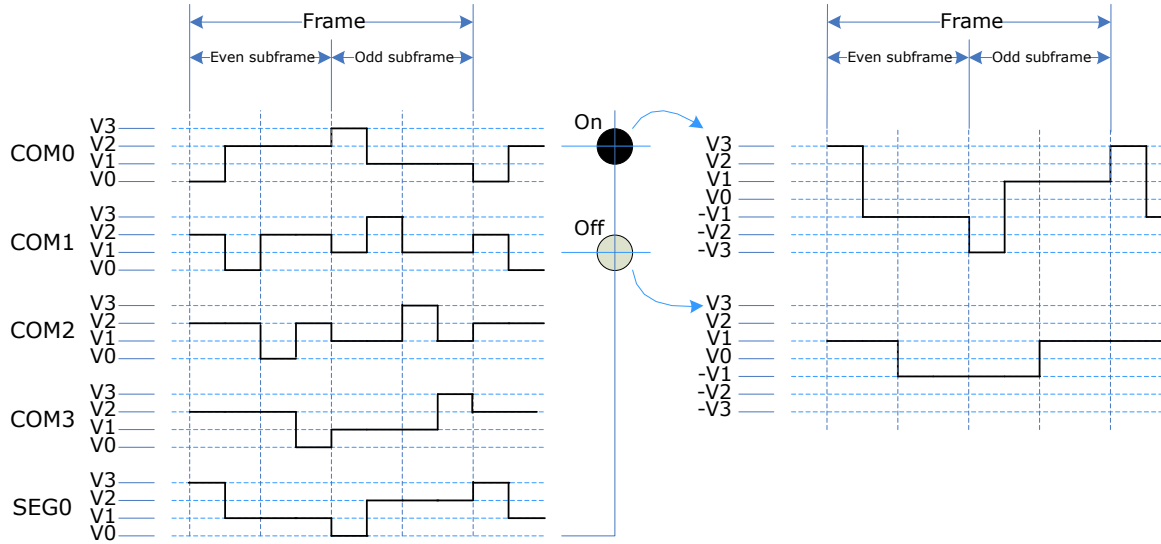 Frame
Even subframe
Odd subframe
COM0
V3
V2
V1
V0
COM1
V3
V2
V1
V0
COM2
V3
V2
V1
V0
COM3
V3
V2
V1
V0
SEG0
V3
V2
V1
V0
On
Off
Frame
Even subframe
Odd subframe
V3
V2
V1
V0
-V1
-V2
-V3
V3
V2
V1
V0
-V1
-V2
-V3